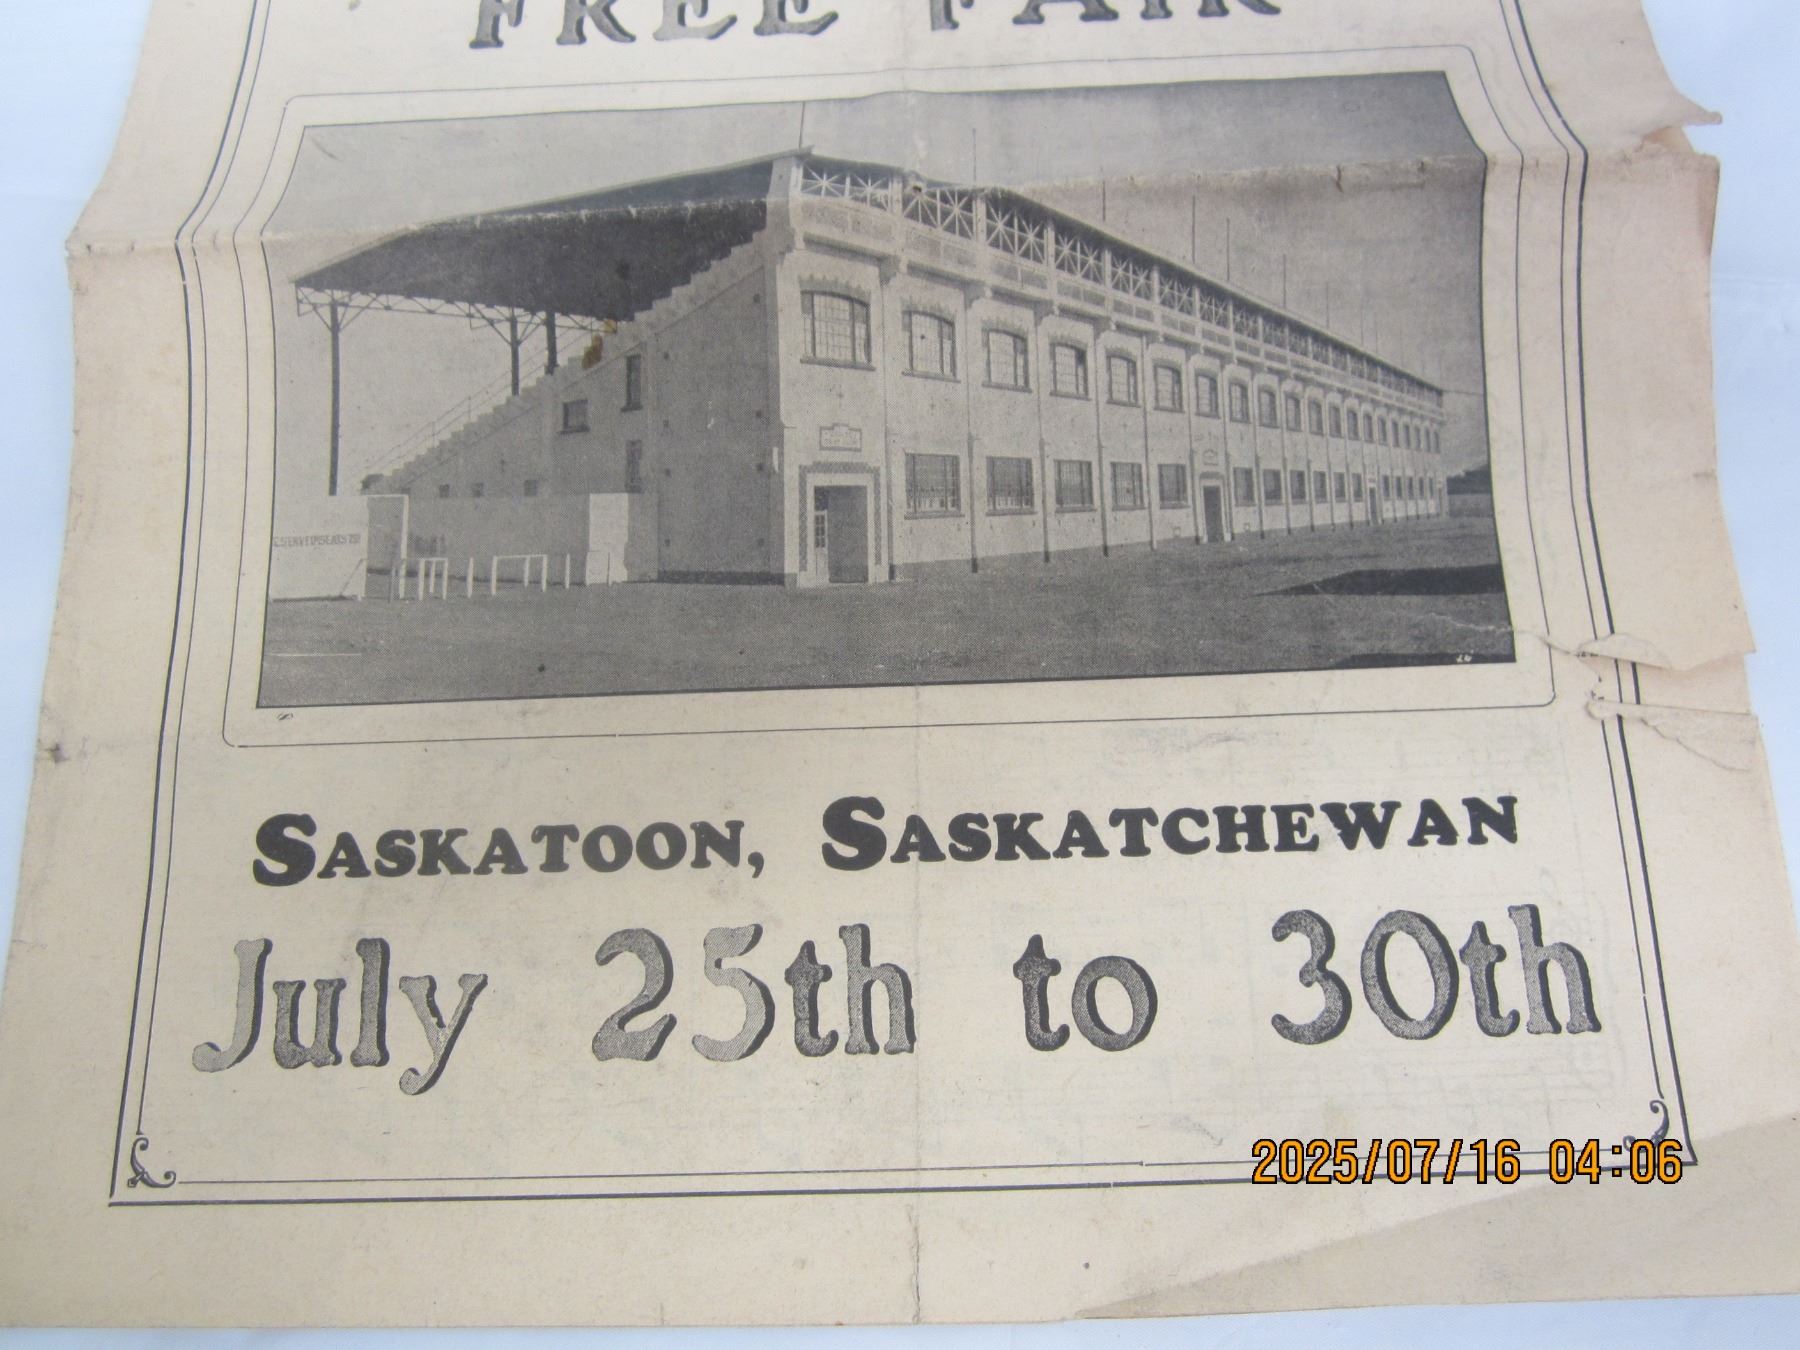 FREE FAIR
SASKATOON, SASKATCHEWAN
July 25th to 30th
2025/07/16 04:06